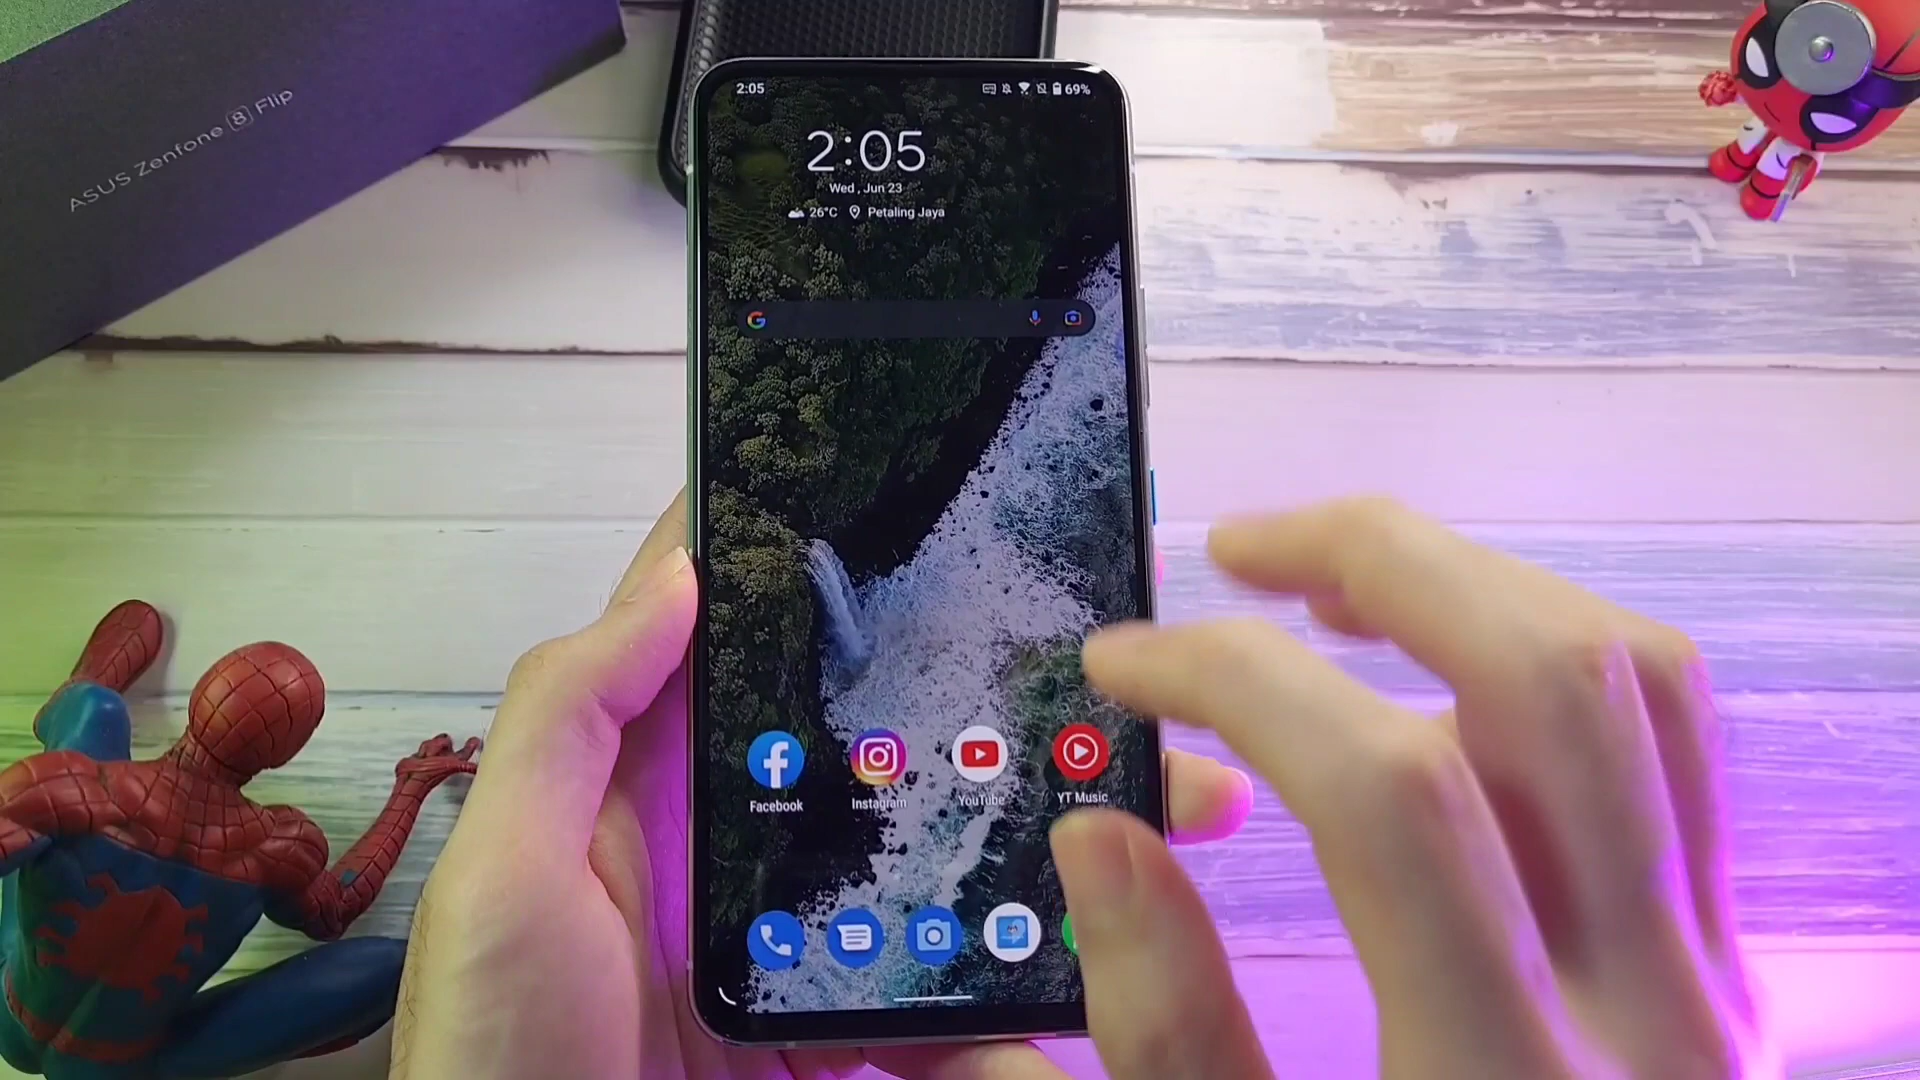 ASUS Zenfone 8 Flip
2:05
69%
2:05
Wed, Jun 23
26°C Petaling Jaya
Facebook
Instagram
YouTube
YT Music